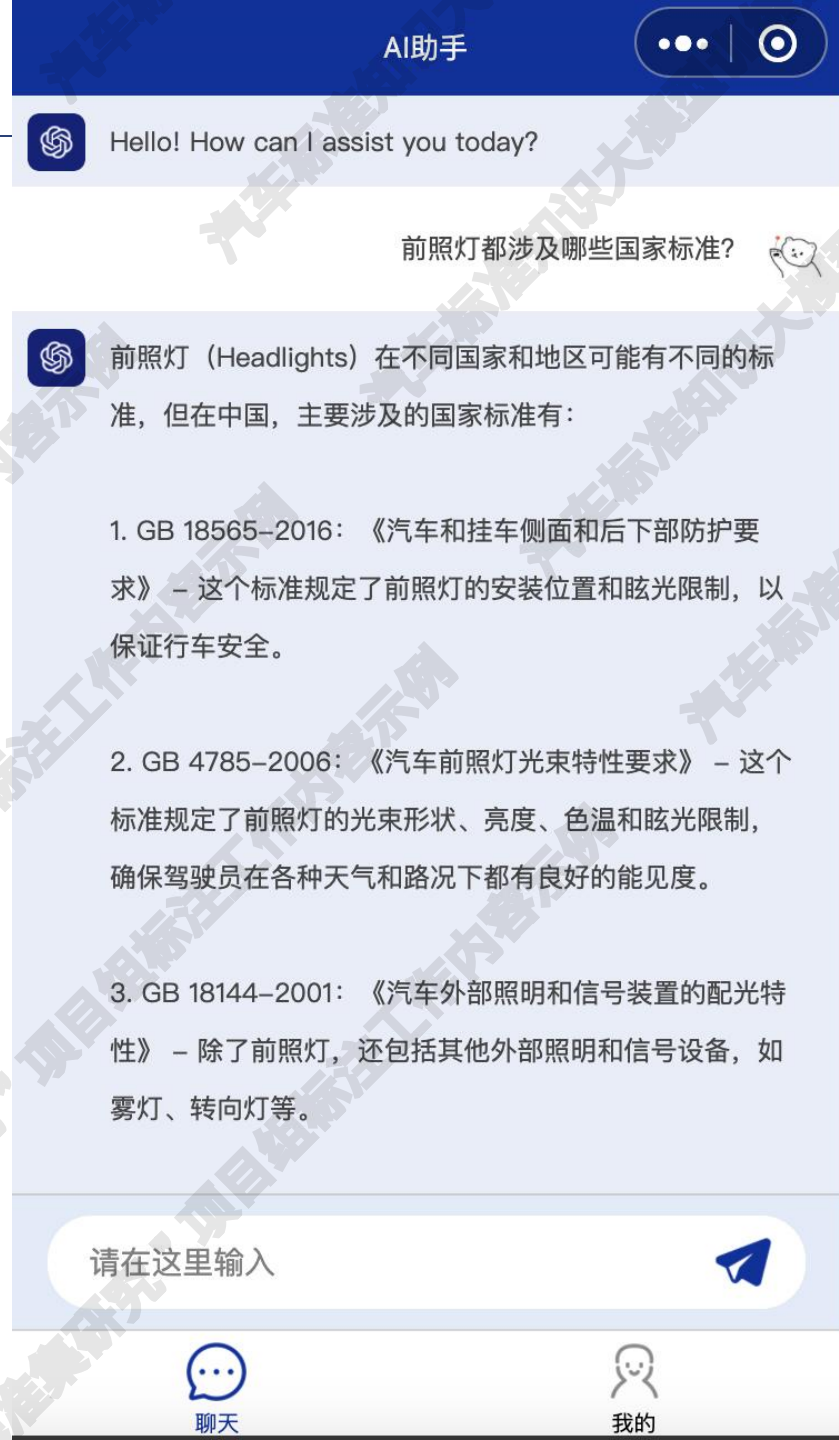 AI助手
Hello! How can I assist you today?
前照灯都涉及哪些国家标准?
前照灯（Headlights）在不同国家和地区可能有不同的标
准，但在中国，主要涉及的国家标准有：
1. GB 18565-2016：《汽车和挂车侧面和后下部防护要
求》 - 这个标准规定了前照灯的安装位置和眩光限制，以
保证行车安全。
2. GB 4785-2006：《汽车前照灯光束特性要求》 - 这个
标准规定了前照灯的光束形状、亮度、色温和眩光限制，
确保驾驶员在各种天气和路况下都有良好的能见度。
3. GB 18144-2001：《汽车外部照明和信号装置的配光特
性》 - 除了前照灯，还包括其他外部照明和信号设备，如
雾灯、转向灯等。
请在这里输入
聊天
我的